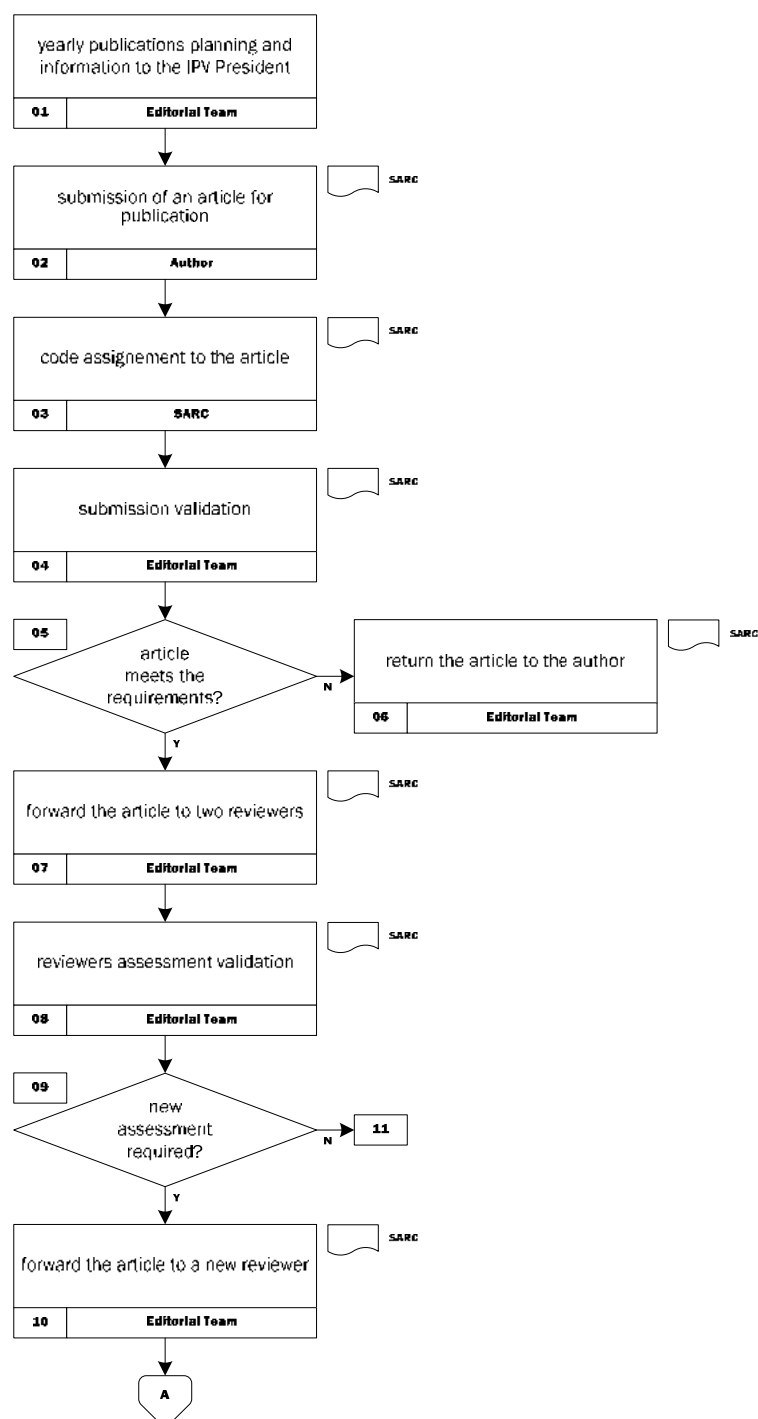 yearly publications planning and
information to the IPV President
01 Editorial Team
submission of an article for
publication
SARC
02 Author
code assignement to the article
SARC
03 SARC
submission validation
SARC
04 Editorial Team
05
article
meets the
requirements?
N
Y
return the article to the author
SARC
06 Editorial Team
forward the article to two reviewers
SARC
07 Editorial Team
reviewers assessment validation
SARC
08 Editorial Team
09
new
assessment
required?
N
11
Y
forward the article to a new reviewer
SARC
10 Editorial Team
A